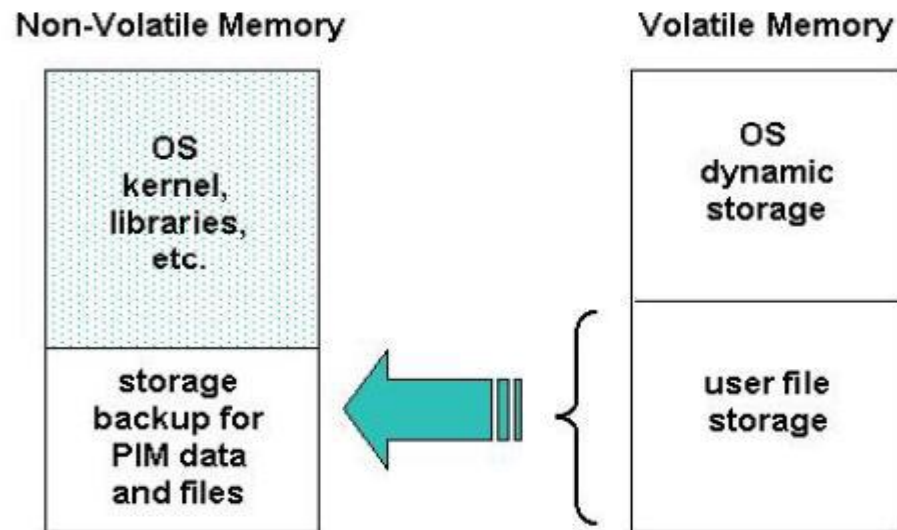 Non-Volatile Memory
Volatile Memory
OS
kernel,
libraries,
etc.
storage
backup for
PIM data
and files
OS
dynamic
storage
user file
storage